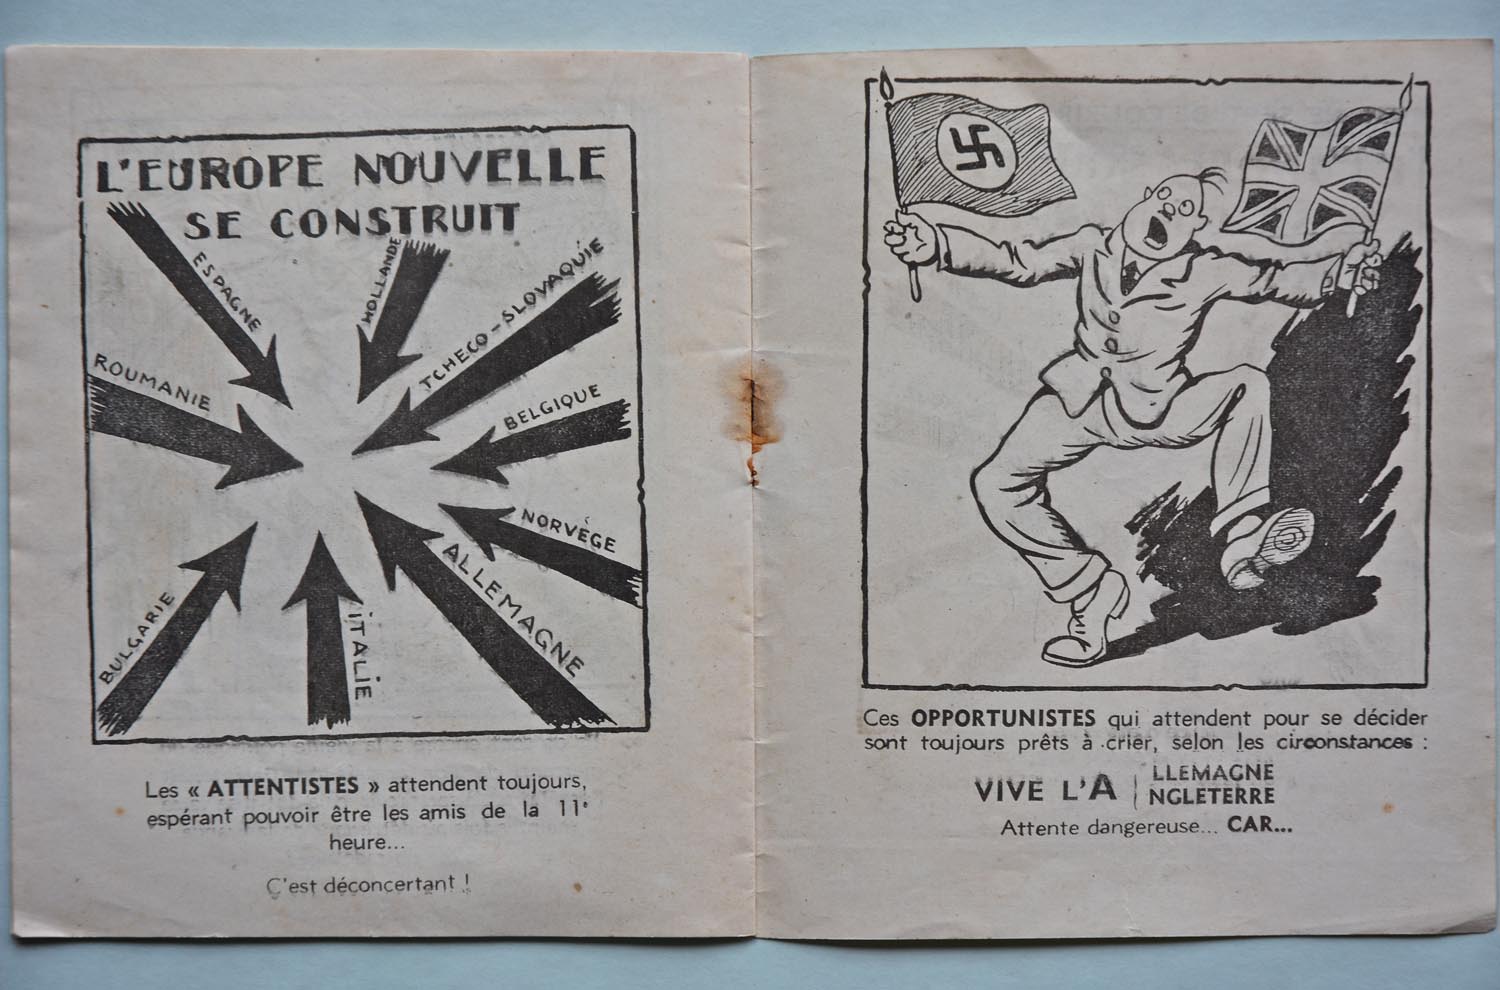 L'EUROPE NOUVELLE
SE CONSTRUIT
ESPAGNE
HOLLANDE
TCHECO-SLOVAQUIE
ROUMANIE
BELGIQUE
NORVÈGE
ALLEMAGNE
BULGARIE
ITALIE
Les « ATTENTISTES » attendent toujours,
espérant pouvoir être les amis de la 11e
heure...
C'est déconcertant !
Ces OPPORTUNISTES qui attendent pour se décider
sont toujours prêts à crier, selon les circonstances :
VIVE L'A | LLEMAGNE
NGLETERRE
Attente dangereuse... CAR...